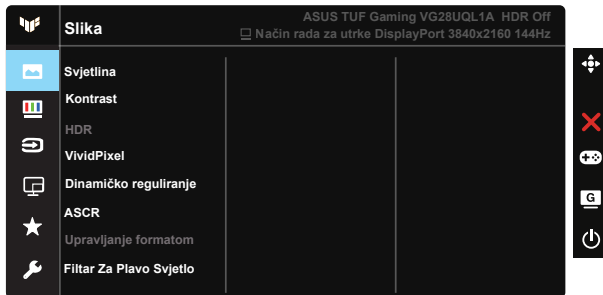 Slika
ASUS TUF Gaming VG28UQL1A HDR Off
Način rada za utrke DisplayPort 3840x2160 144Hz
Svjetlina
Kontrast
HDR
VividPixel
Dinamičko reguliranje
ASCR
Upravljanje formatom
Filtar Za Plavo Svjetlo
G